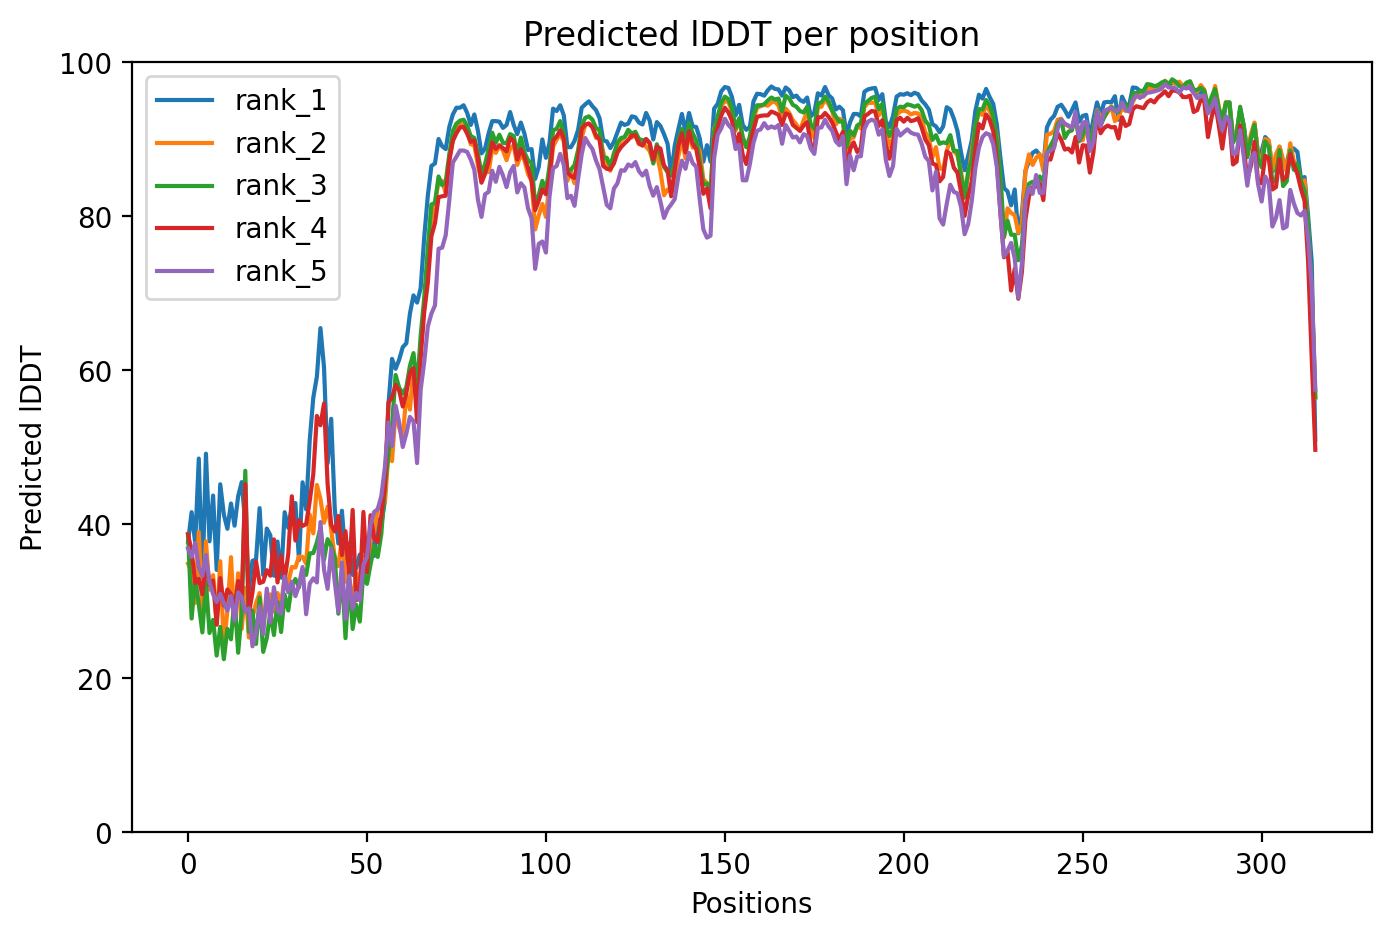 Predicted lDDT per position
100
80
60
40
20
0
Predicted lDDT
rank_1
rank_2
rank_3
rank_4
rank_5
0 50 100 150 200 250 300
Positions